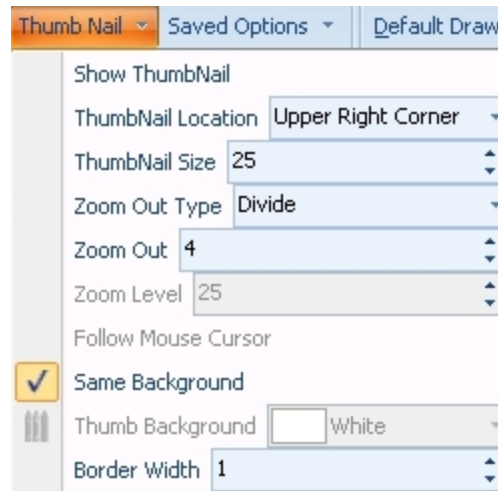 Thumb Nail Saved Options Default Draw
Show ThumbNail
ThumbNail Location Upper Right Corner
ThumbNail Size 25
Zoom Out Type Divide
Zoom Out 4
Zoom Level 25
Follow Mouse Cursor
Same Background
Thumb Background White
Border Width 1